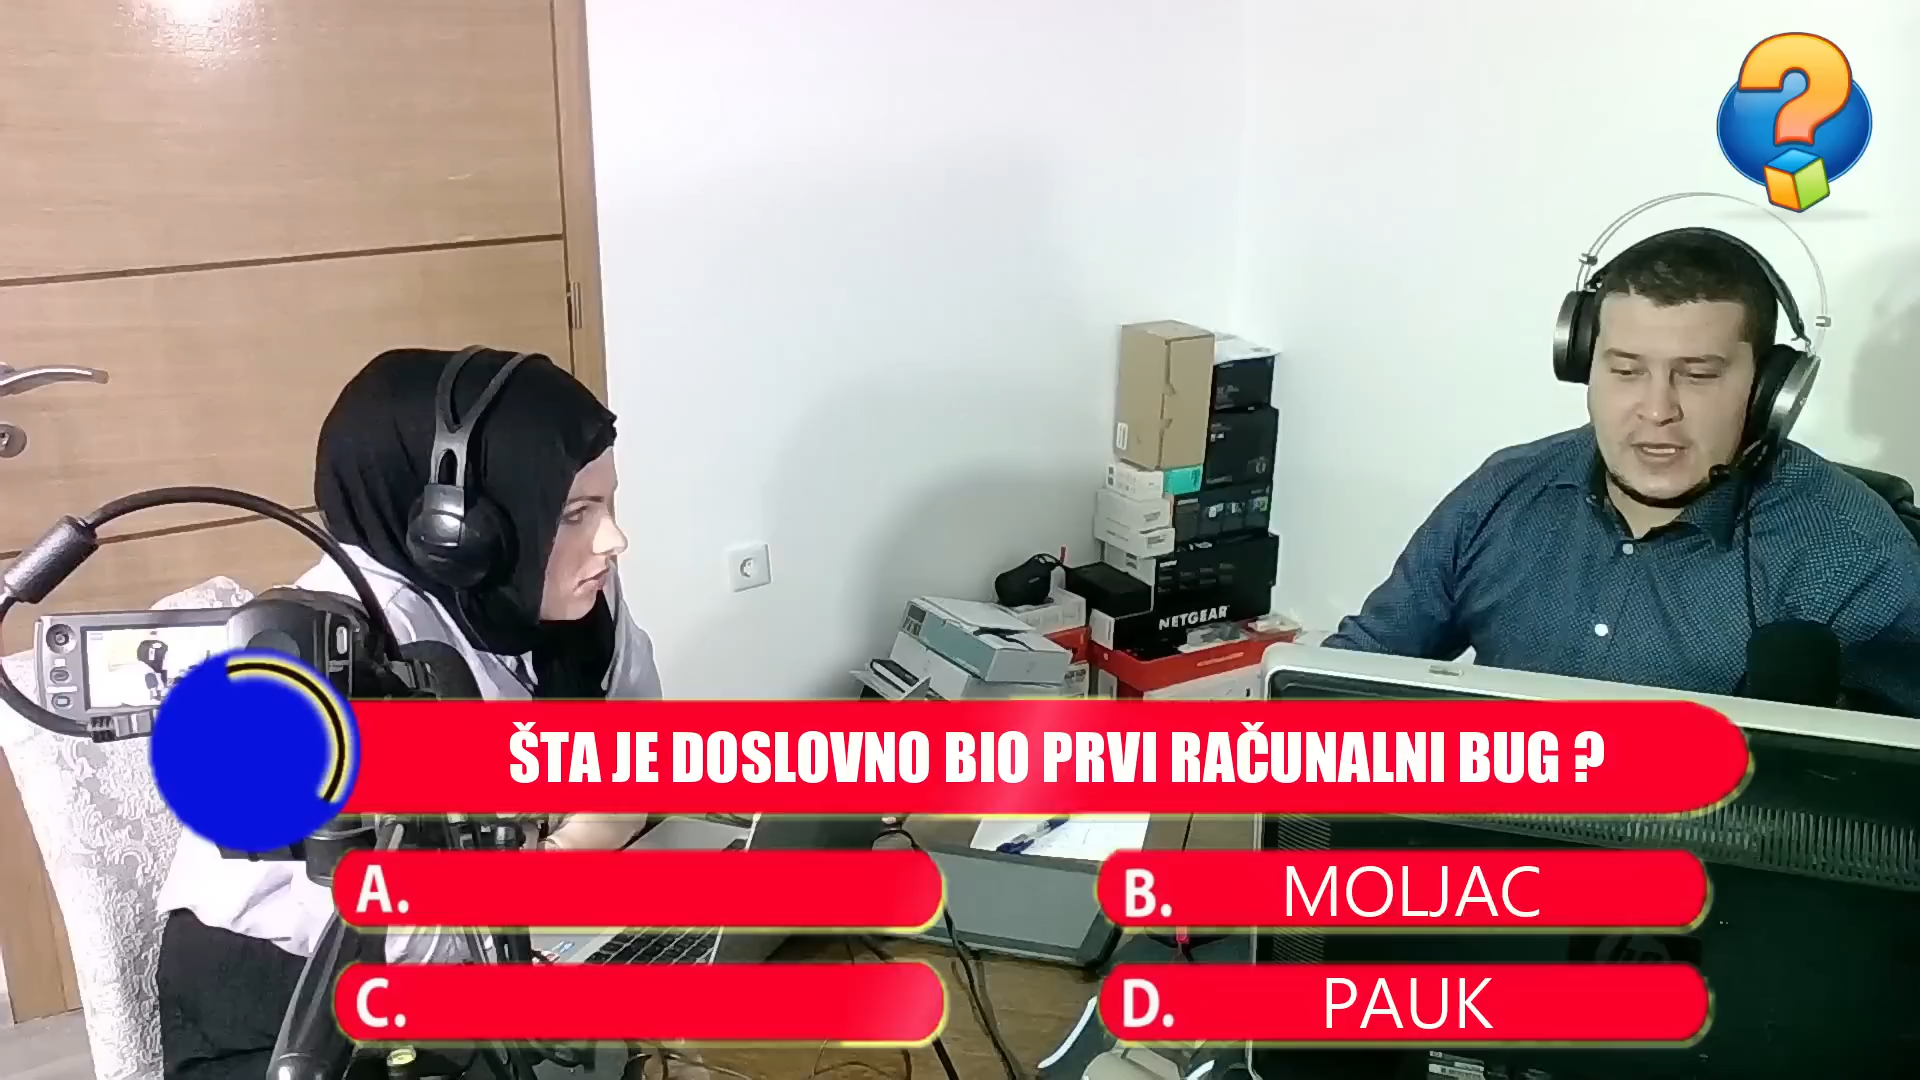 NETGEAR
ŠTA JE DOSLOVNO BIO PRVI RAČUNALNI BUG ?
A.
B. MOLJAC
C.
D. PAUK